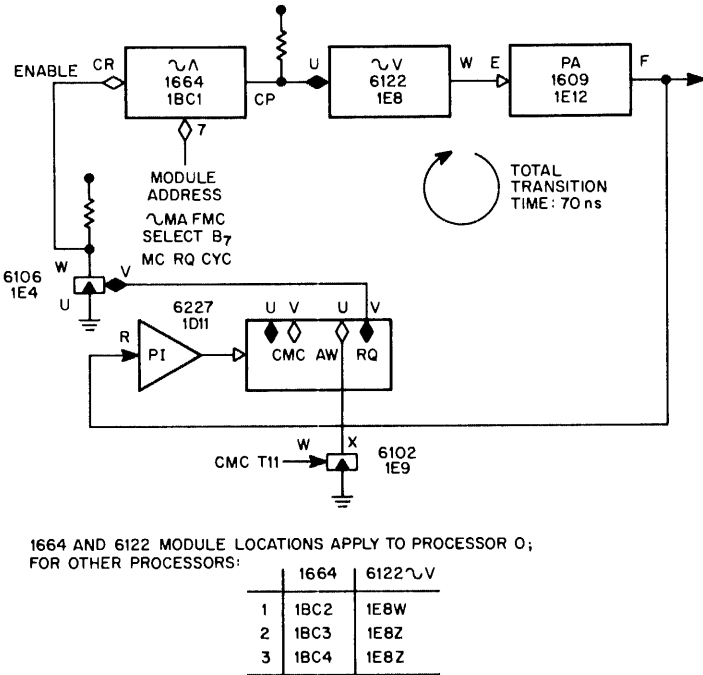 ENABLE
CR
∿∧
1664
1BC1
CP
U
∿V
6122
1E8
W
E
PA
1609
1E12
F
7
MODULE
ADDRESS
∿MA FMC
SELECT B7
MC RQ CYC
TOTAL
TRANSITION
TIME: 70 ns
6106
1E4
W
V
U
6227
1D11
R
PI
U V U V
CMC AW RQ
CMC T11
W
X
6102
1E9
1664 AND 6122 MODULE LOCATIONS APPLY TO PROCESSOR 0;
FOR OTHER PROCESSORS:
1664 6122∿V
1 1BC2 1E8W
2 1BC3 1E8Z
3 1BC4 1E8Z